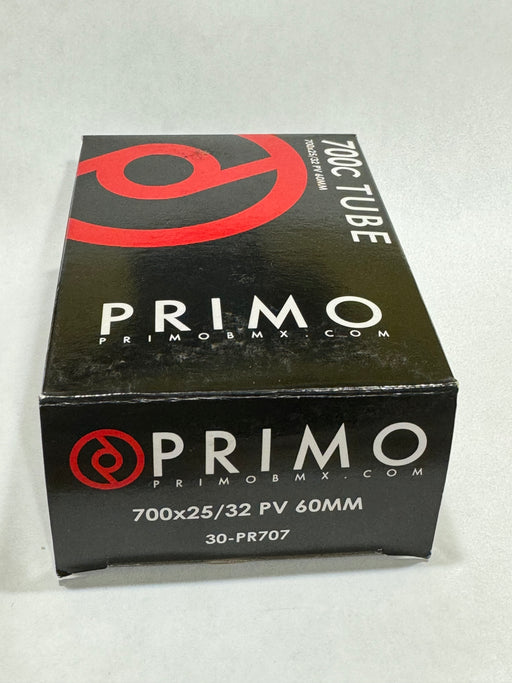 700C TUBE
700x25/32 PV 60MM
PRIMO
PRIMOBMX.COM
PRIMO
PRIMOBMX.COM
700x25/32 PV 60MM
30-PR707